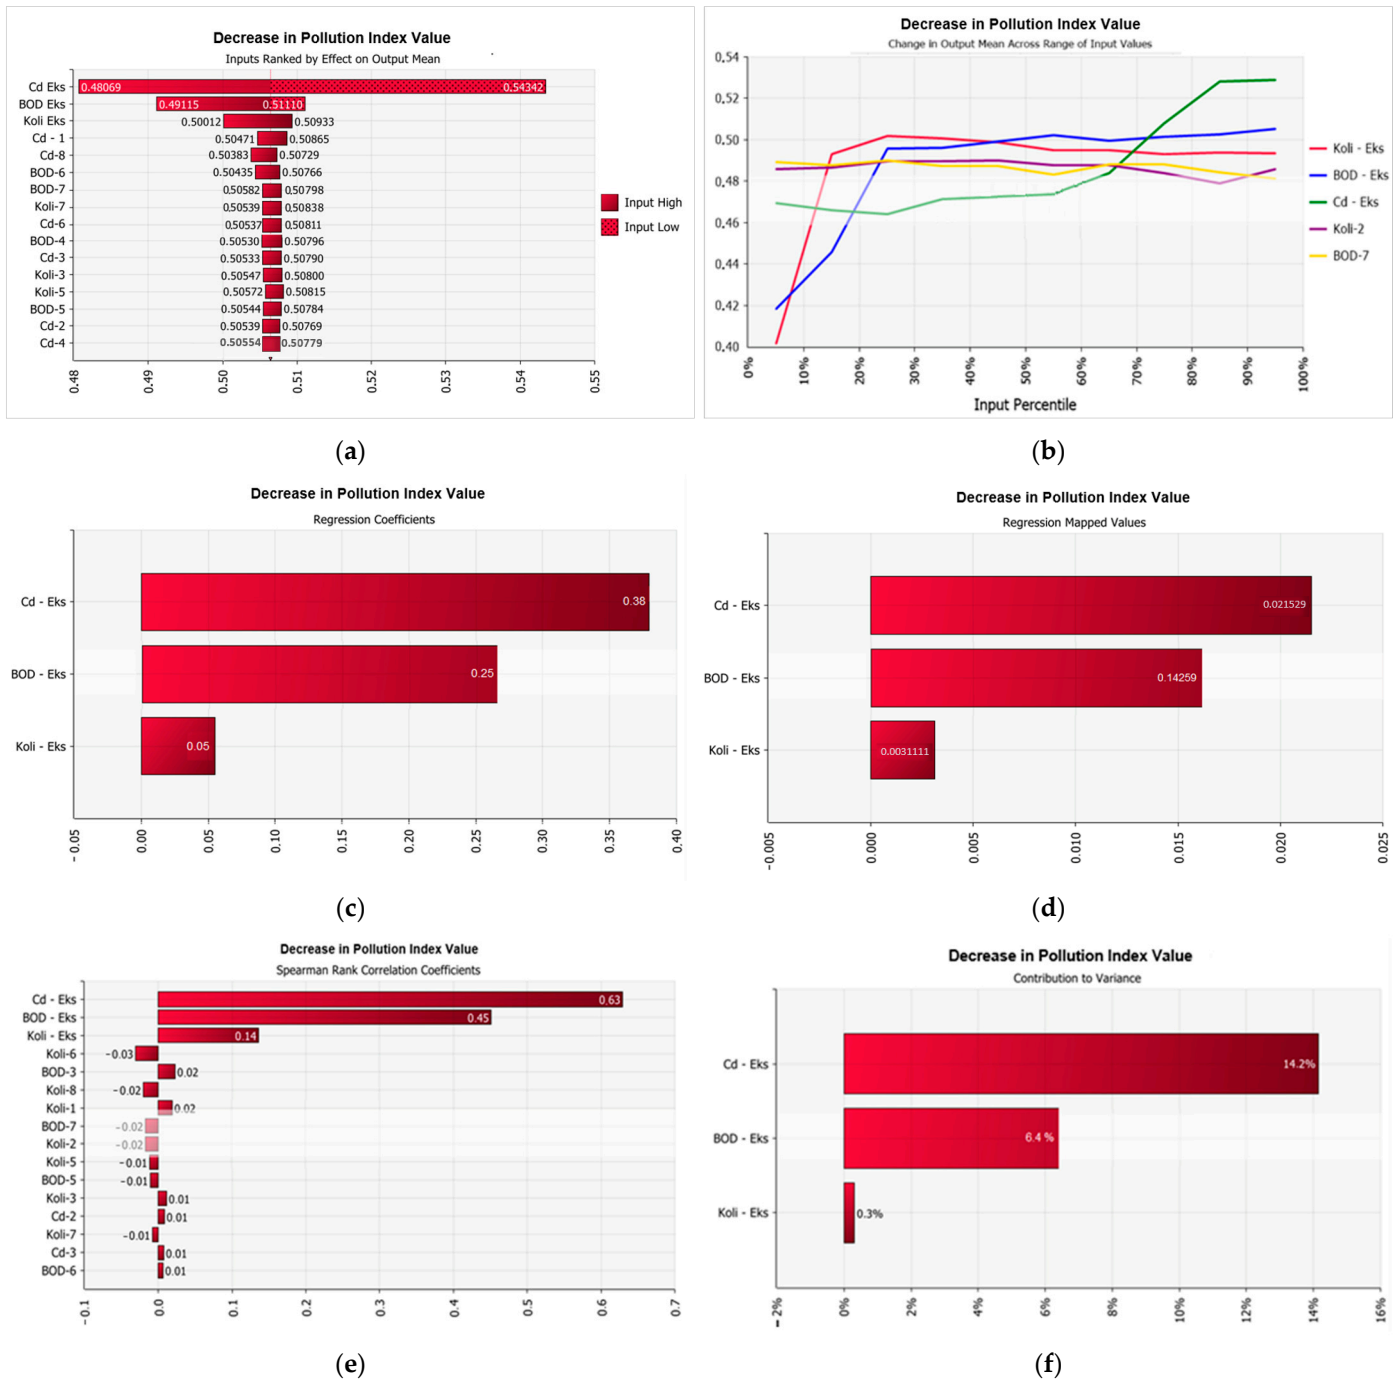 Decrease in Pollution Index Value
Inputs Ranked by Effect on Output Mean
Cd Eks 0.48069 0.54342
BOD Eks 0.49115 0.51110
Koli Eks 0.50012 0.50933
Cd - 1 0.50471 0.50865
Cd-8 0.50383 0.50729
BOD-6 0.50435 0.50766
BOD-7 0.50582 0.50798
Koli-7 0.50539 0.50838
Cd-6 0.50537 0.50811
BOD-4 0.50530 0.50796
Cd-3 0.50533 0.50790
Koli-3 0.50547 0.50800
Koli-5 0.50572 0.50815
BOD-5 0.50544 0.50784
Cd-2 0.50539 0.50769
Cd-4 0.50554 0.50779
0.48 0.49 0.50 0.51 0.52 0.53 0.54 0.55
Input High
Input Low
(a)
Decrease in Pollution Index Value
Change in Output Mean Across Range of Input Values
0.54
0.52
0.50
0.48
0.46
0.44
0.42
0.40
0% 10% 20% 30% 40% 50% 60% 70% 80% 90% 100%
Input Percentile
Koli - Eks
BOD - Eks
Cd - Eks
Koli-2
BOD-7
(b)
Decrease in Pollution Index Value
Regression Coefficients
Cd - Eks 0.38
BOD - Eks 0.25
Koli - Eks 0.05
- 0.05 0.00 0.05 0.10 0.15 0.20 0.25 0.30 0.35 0.40
(c)
Decrease in Pollution Index Value
Regression Mapped Values
Cd - Eks 0.021529
BOD - Eks 0.14259
Koli - Eks 0.0031111
-0.005 0.000 0.005 0.010 0.015 0.020 0.025
(d)
Decrease in Pollution Index Value
Spearman Rank Correlation Coefficients
Cd - Eks 0.63
BOD - Eks 0.45
Koli - Eks 0.14
Koli-6 -0.03
BOD-3 0.02
Koli-8 -0.02
Koli-1 0.02
BOD-7 -0.02
Koli-2 -0.02
Koli-5 -0.01
BOD-5 -0.01
Koli-3 0.01
Cd-2 0.01
Koli-7 -0.01
Cd-3 0.01
BOD-6 0.01
-0.1 0.0 0.1 0.2 0.3 0.4 0.5 0.6 0.7
(e)
Decrease in Pollution Index Value
Contribution to Variance
Cd - Eks 14.2%
BOD - Eks 6.4 %
Koli - Eks 0.3%
- 2% 0% 2% 4% 6% 8% 10% 12% 14% 16%
(f)